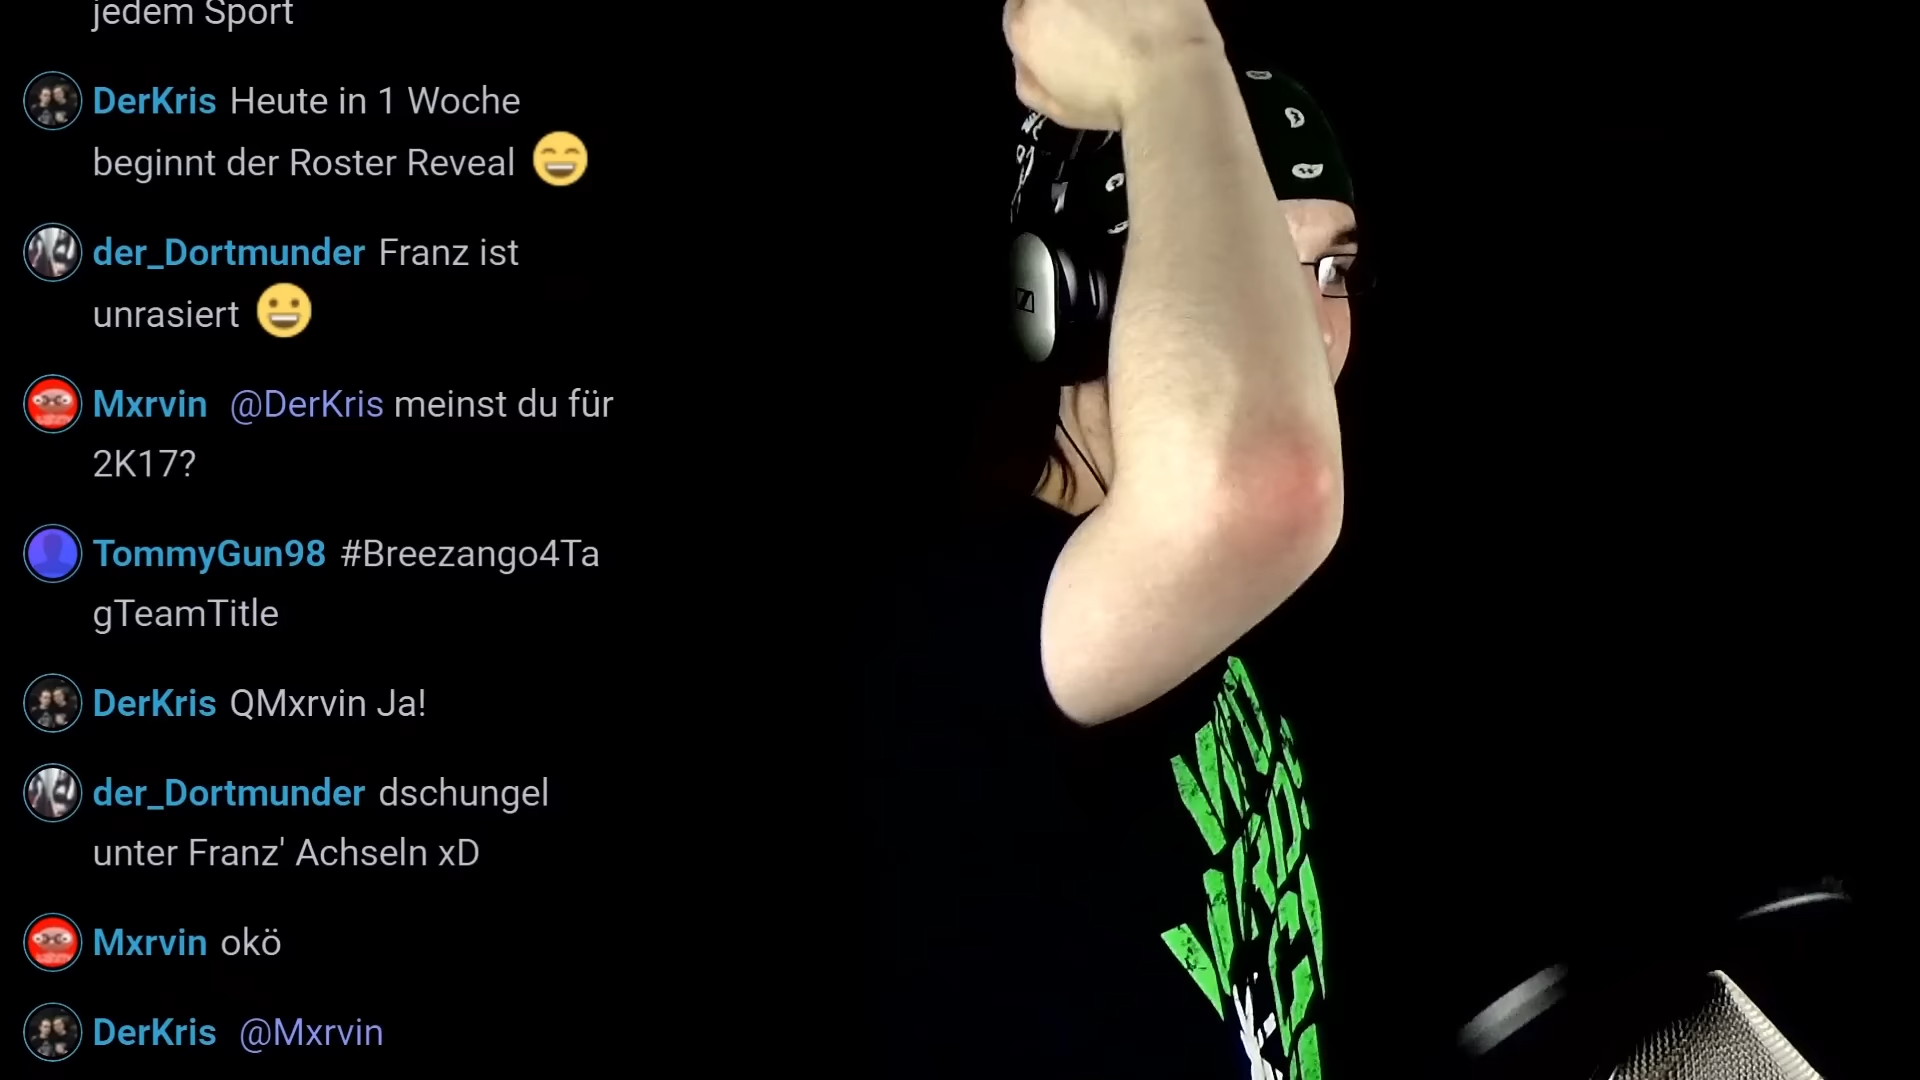 jedem Sport
DerKris Heute in 1 Woche
beginnt der Roster Reveal
der_Dortmunder Franz ist
unrasiert
Mxrvin @DerKris meinst du für
2K17?
TommyGun98 #Breezango4Ta
gTeamTitle
DerKris QMxrvin Ja!
der_Dortmunder dschungel
unter Franz' Achseln xD
Mxrvin okö
DerKris @Mxrvin